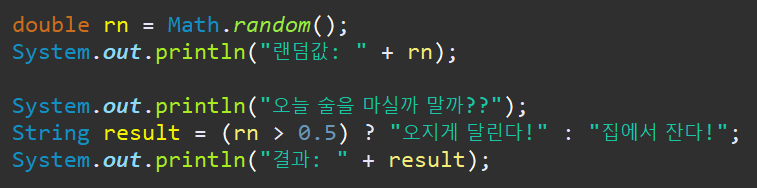 double rn = Math.random();
System.out.println("랜덤값: " + rn);
System.out.println("오늘 술을 마실까 말까??");
String result = (rn > 0.5) ? "오지게 달린다!" : "집에서 잔다!";
System.out.println("결과: " + result);